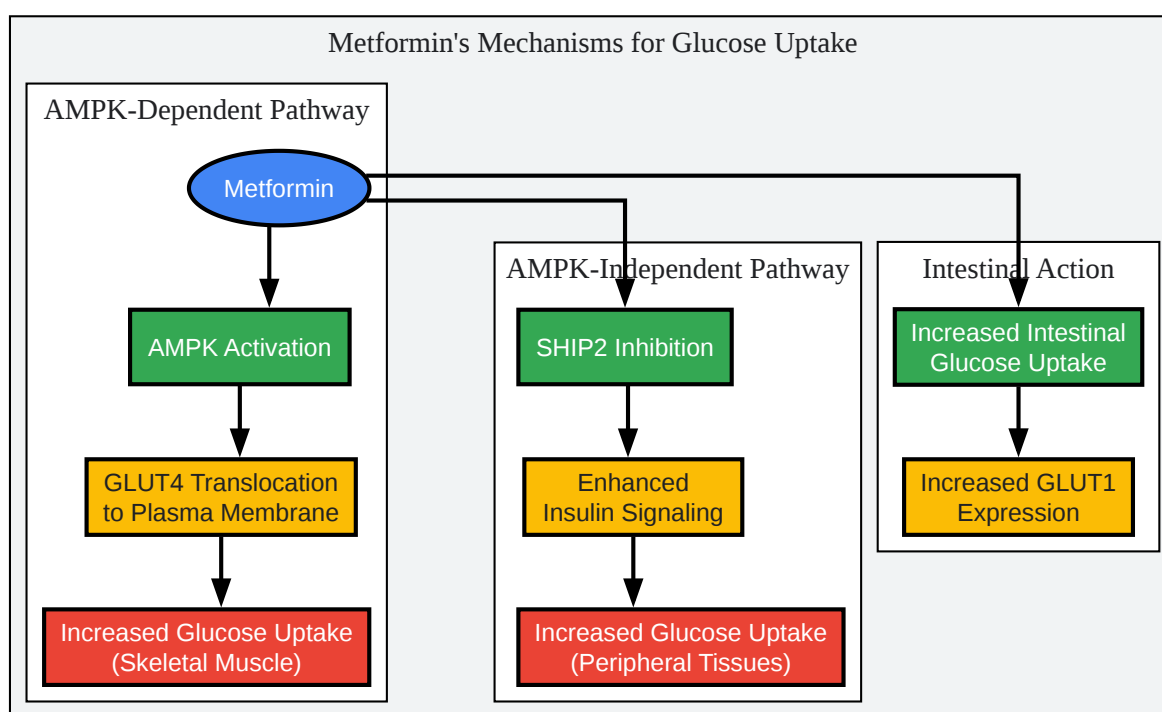 Metformin's Mechanisms for Glucose Uptake
AMPK-Dependent Pathway
Metformin
AMPK Activation
GLUT4 Translocation
to Plasma Membrane
Increased Glucose Uptake
(Skeletal Muscle)
AMPK-Independent Pathway
SHIP2 Inhibition
Enhanced
Insulin Signaling
Increased Glucose Uptake
(Peripheral Tissues)
Intestinal Action
Increased Intestinal
Glucose Uptake
Increased GLUT1
Expression